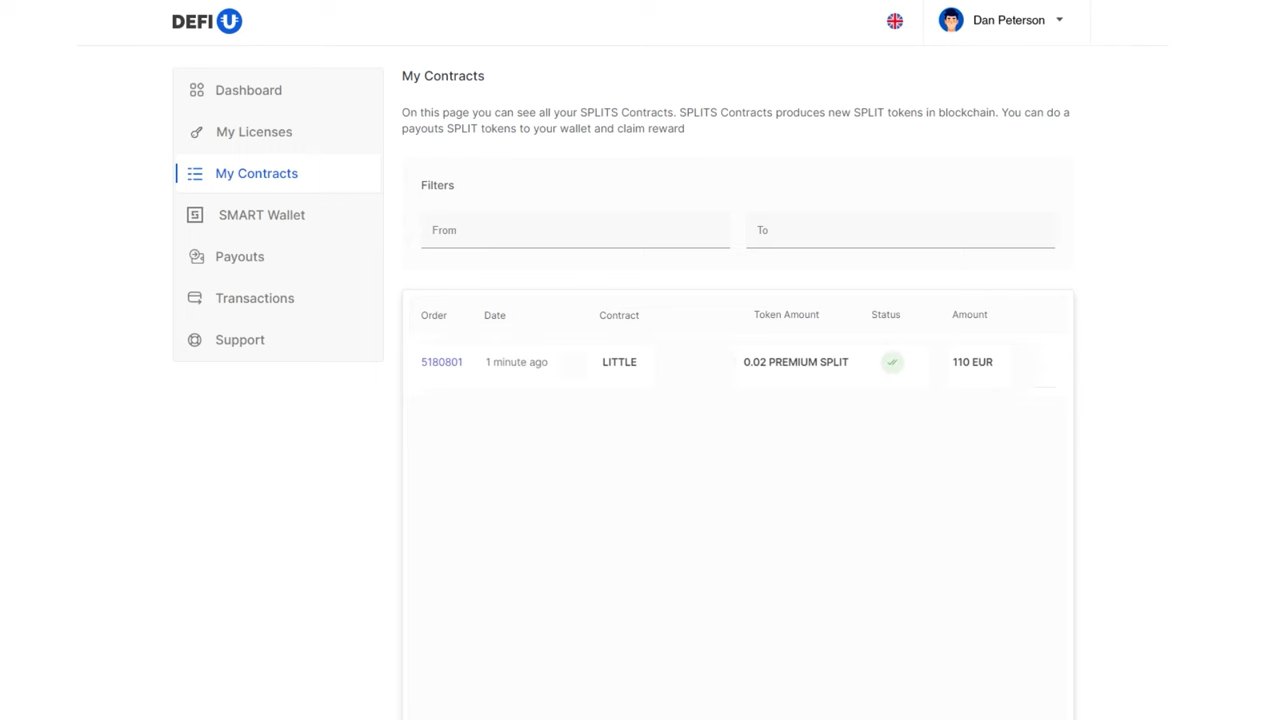 DEFI U
Dan Peterson
Dashboard
My Licenses
My Contracts
SMART Wallet
Payouts
Transactions
Support
My Contracts
On this page you can see all your SPLITS Contracts. SPLITS Contracts produces new SPLIT tokens in blockchain. You can do a
payouts SPLIT tokens to your wallet and claim reward
Filters
From To
Order Date Contract Token Amount Status Amount
5180801 1 minute ago LITTLE 0.02 PREMIUM SPLIT 110 EUR